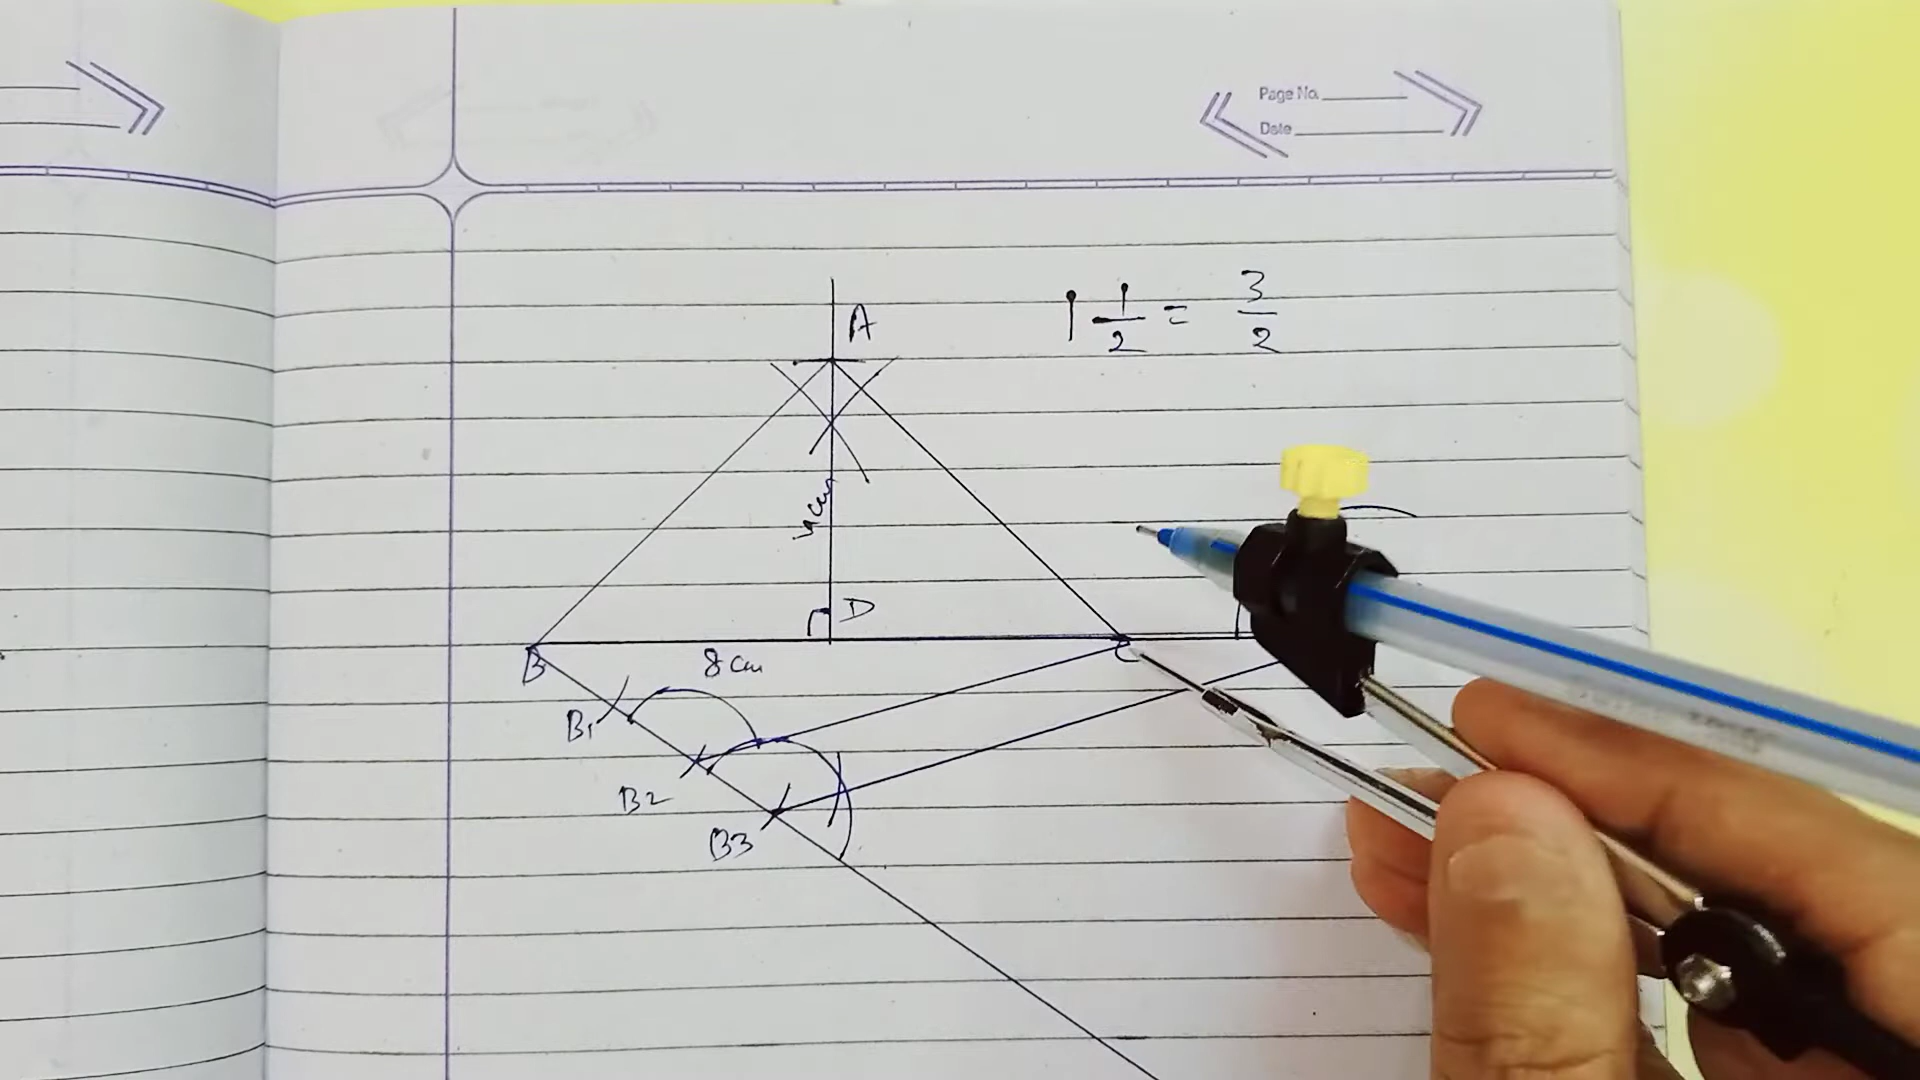 Page No.
Date
1 1/2 = 3/2
A
4cm
D
B
8 cm
C
B1
B2
B3